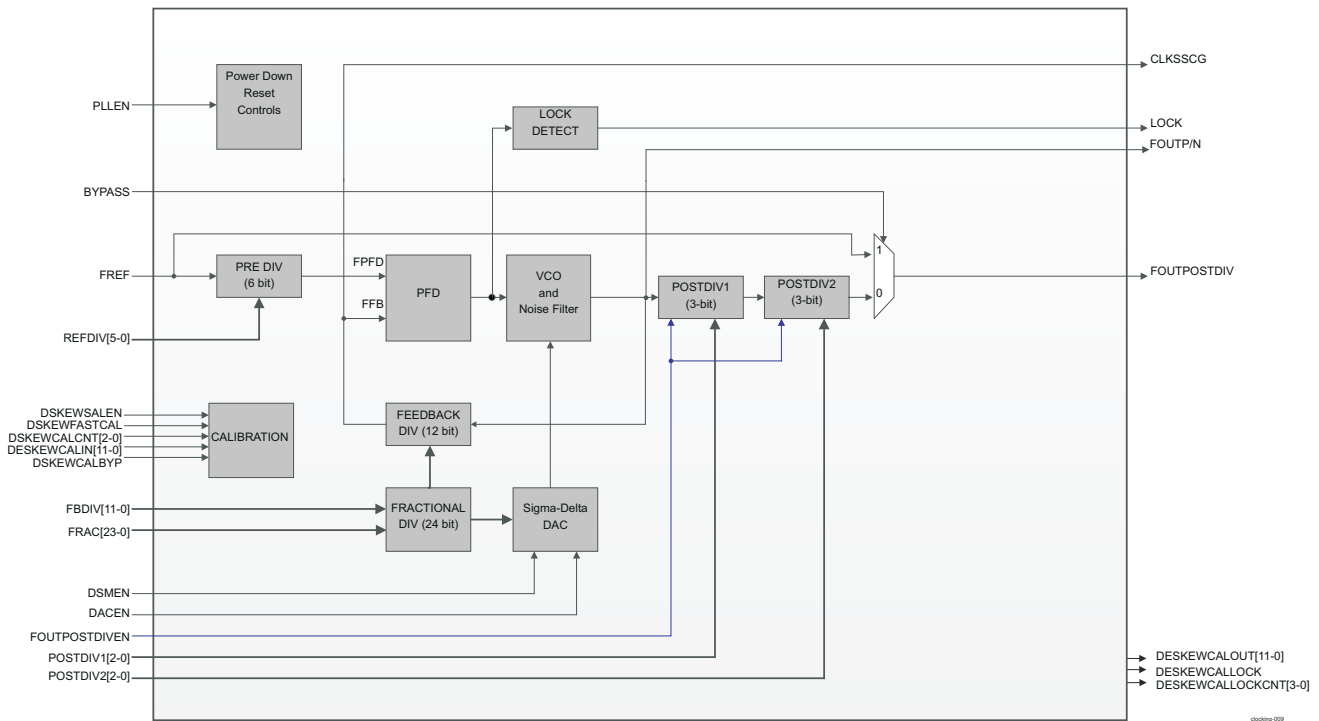 CLKSSCG
Power Down
Reset
Controls
PLLEN
LOCK
DETECT
LOCK
FOUTP/N
BYPASS
1
FREF
PRE DIV
(6 bit)
FPFD
FFB
PFD
VCO
and
Noise Filter
POSTDIV1
(3-bit)
POSTDIV2
(3-bit)
0
FOUTPOSTDIV
REFDIV[5-0]
DSKEWSALEN
DSKEWFASTCAL
DSKEWCALCNT[2-0]
DESKEWCALIN[11-0]
DSKEWCALBYP
CALIBRATION
FEEDBACK
DIV (12 bit)
FBDIV[11-0]
FRAC[23-0]
FRACTIONAL
DIV (24 bit)
Sigma-Delta
DAC
DSMEN
DACEN
FOUTPOSTDIVEN
POSTDIV1[2-0]
POSTDIV2[2-0]
DESKEWCALOUT[11-0]
DESKEWCALLOCK
DESKEWCALLOCKCNT[3-0]
clockino-009